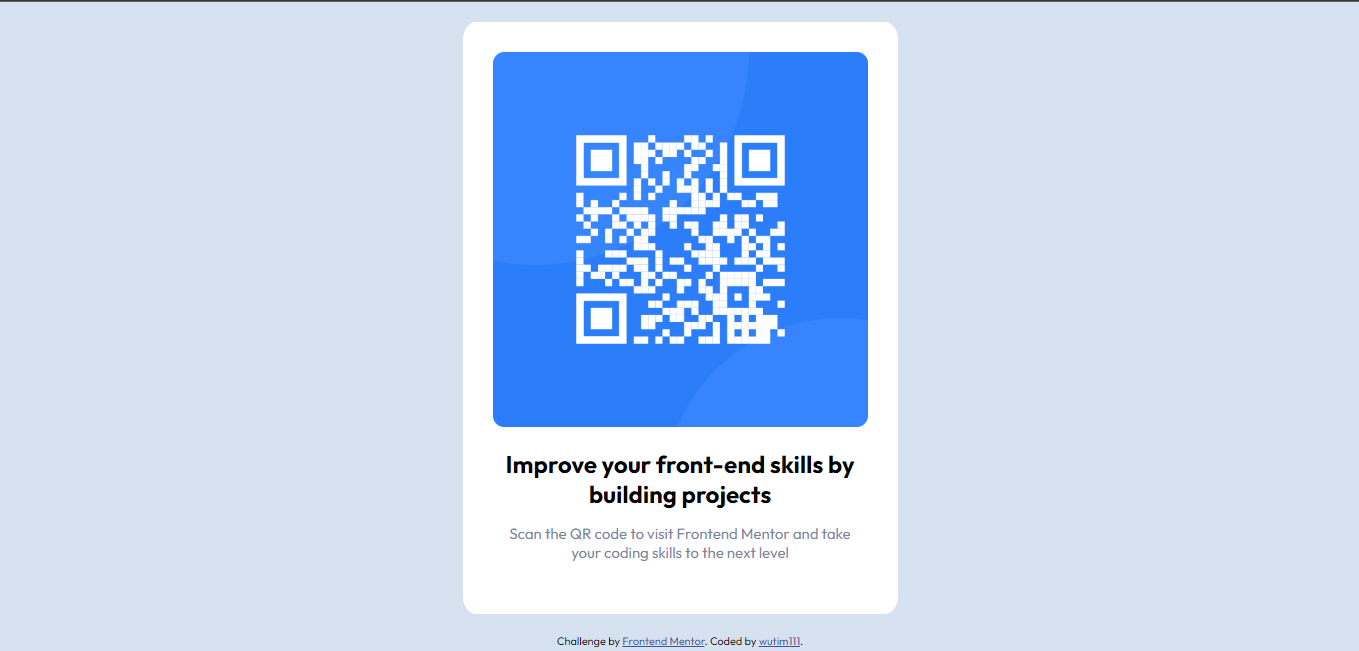 Improve your front-end skills by
building projects
Scan the QR code to visit Frontend Mentor and take
your coding skills to the next level
Challenge by Frontend Mentor. Coded by wutim111.